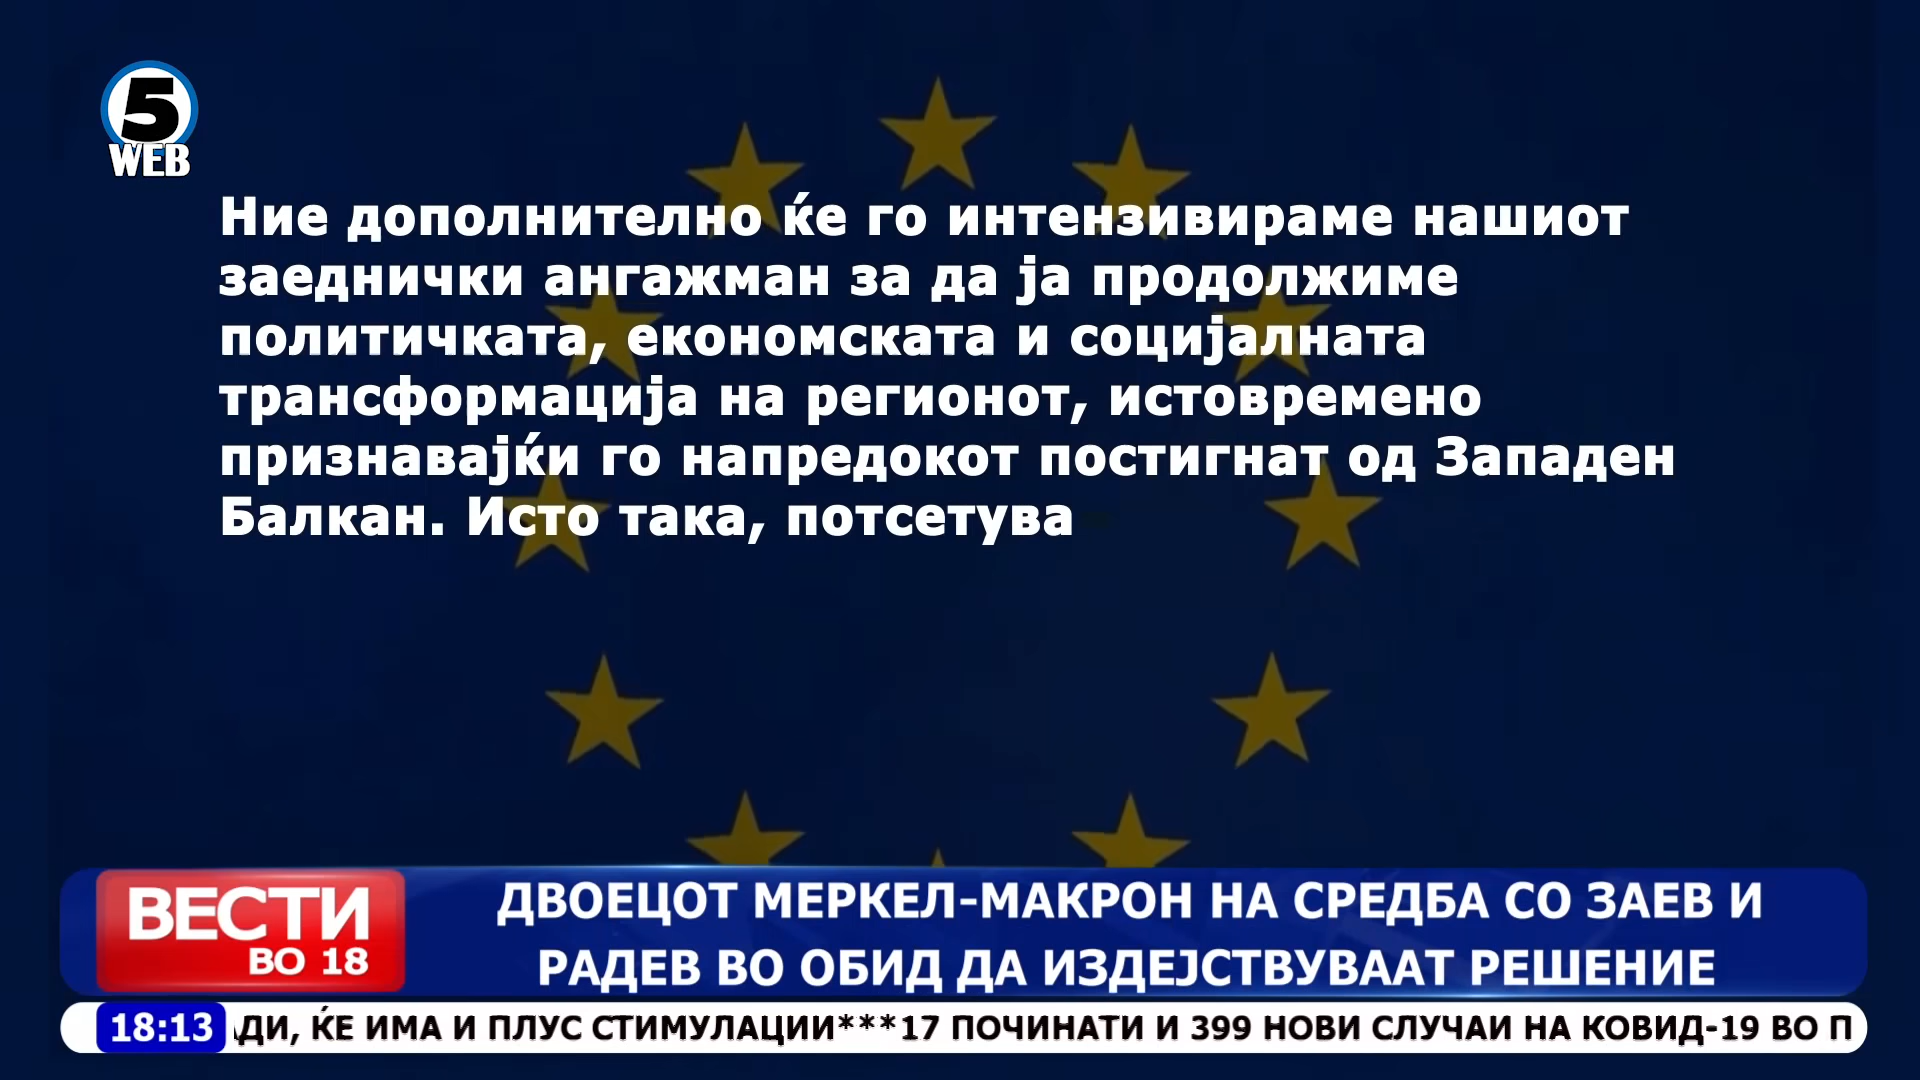 5
WEB
Ние дополнително ќе го интензивираме нашиот
заеднички ангажман за да ја продолжиме
политичката, економската и социјалната
трансформација на регионот, истовремено
признавајќи го напредокот постигнат од Западен
Балкан. Исто така, потсетува
ВЕСТИ
ВО 18
ДВОЕЦОТ МЕРКЕЛ-МАКРОН НА СРЕДБА СО ЗАЕВ И
РАДЕВ ВО ОБИД ДА ИЗДЕЈСТВУВААТ РЕШЕНИЕ
18:13 АДИ, ЌЕ ИМА И ПЛУС СТИМУЛАЦИИ***17 ПОЧИНАТИ И 399 НОВИ СЛУЧАИ НА КОВИД-19 ВО П